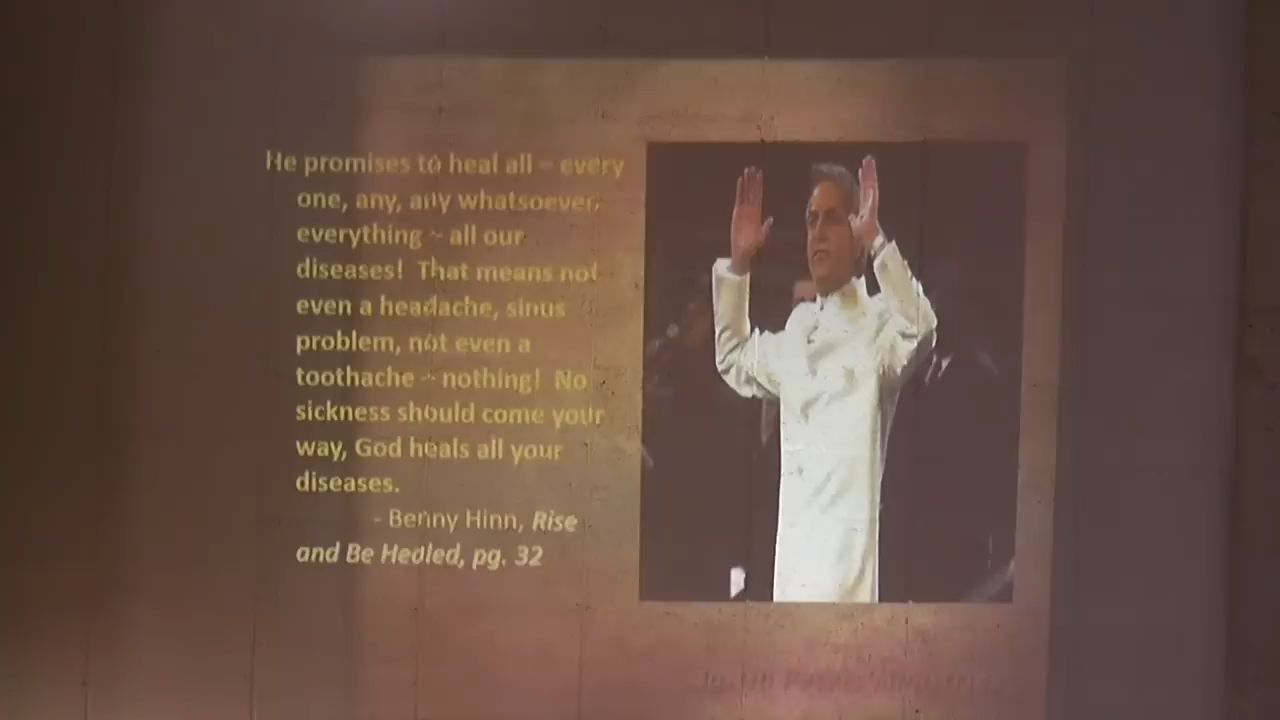 He promises to heal all ~ every
one, any, any whatsoever,
everything ~ all our
diseases!  That means not
even a headache, sinus
problem, not even a
toothache ~ nothing!  No
sickness should come your
way, God heals all your
diseases.
- Benny Hinn, Rise
and Be Healed, pg. 32